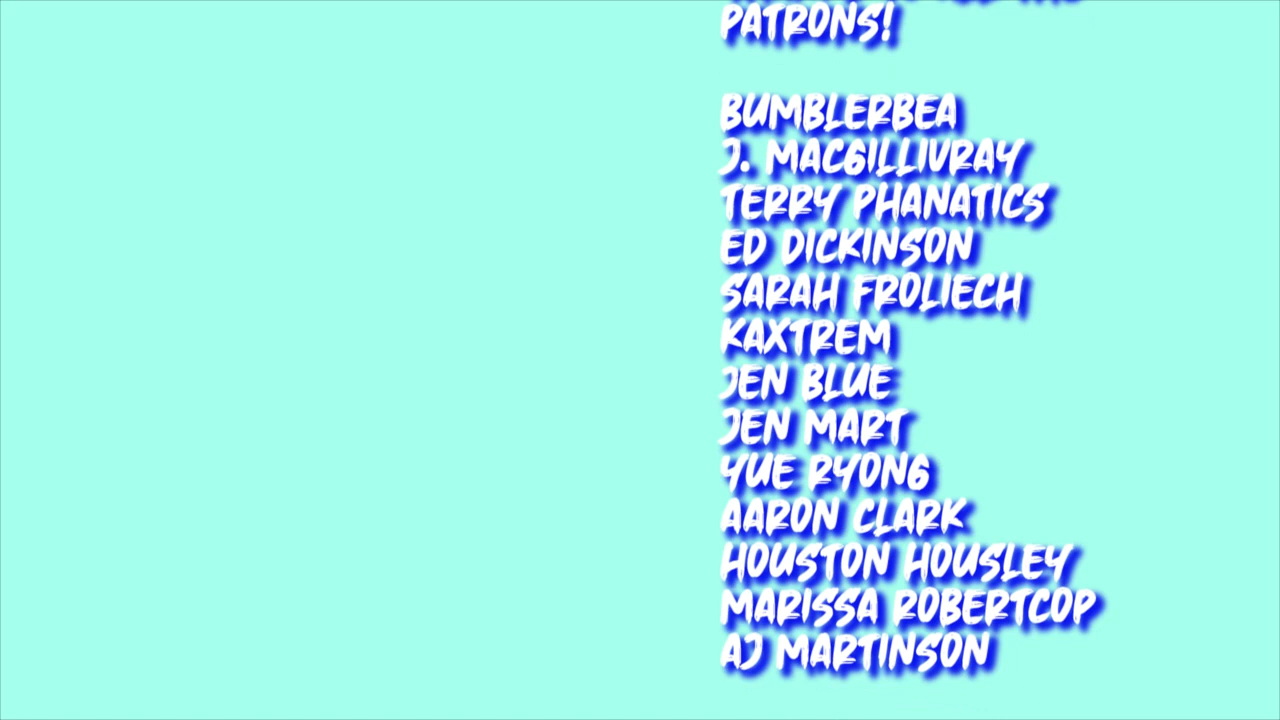 PATRONS!
BUMBLERBEA
J. MACGILLIVRAY
TERRY PHANATICS
ED DICKINSON
SARAH FROLIECH
KAXTREM
JEN BLUE
JEN MART
YUE RYONG
AARON CLARK
HOUSTON HOUSLEY
MARISSA ROBERTCOP
AJ MARTINSON